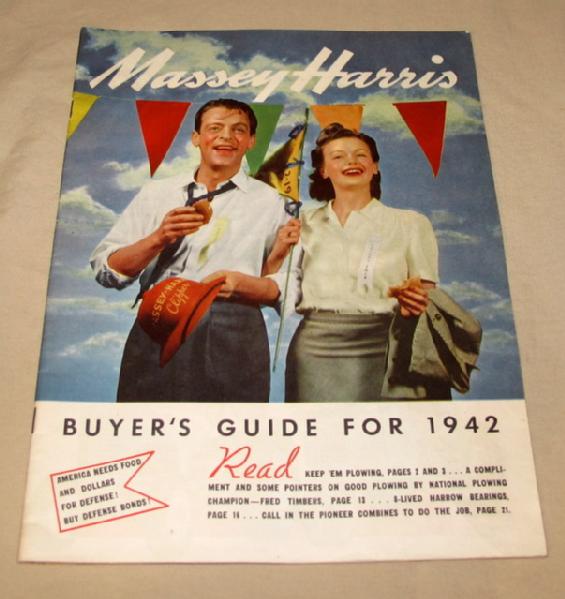 Massey Harris
MASSEY-HARRIS
Clipper
BUYER'S GUIDE FOR 1942
AMERICA NEEDS FOOD
AND DOLLARS
FOR DEFENSE!
BUY DEFENSE BONDS!
Read KEEP 'EM PLOWING, PAGES 2 AND 3 . . . A COMPLI-
MENT AND SOME POINTERS ON GOOD PLOWING BY NATIONAL PLOWING
CHAMPION—FRED TIMBERS, PAGE 13 . . . 8-LIVED HARROW BEARINGS,
PAGE 14 . . . CALL IN THE PIONEER COMBINES TO DO THE JOB, PAGE 21.